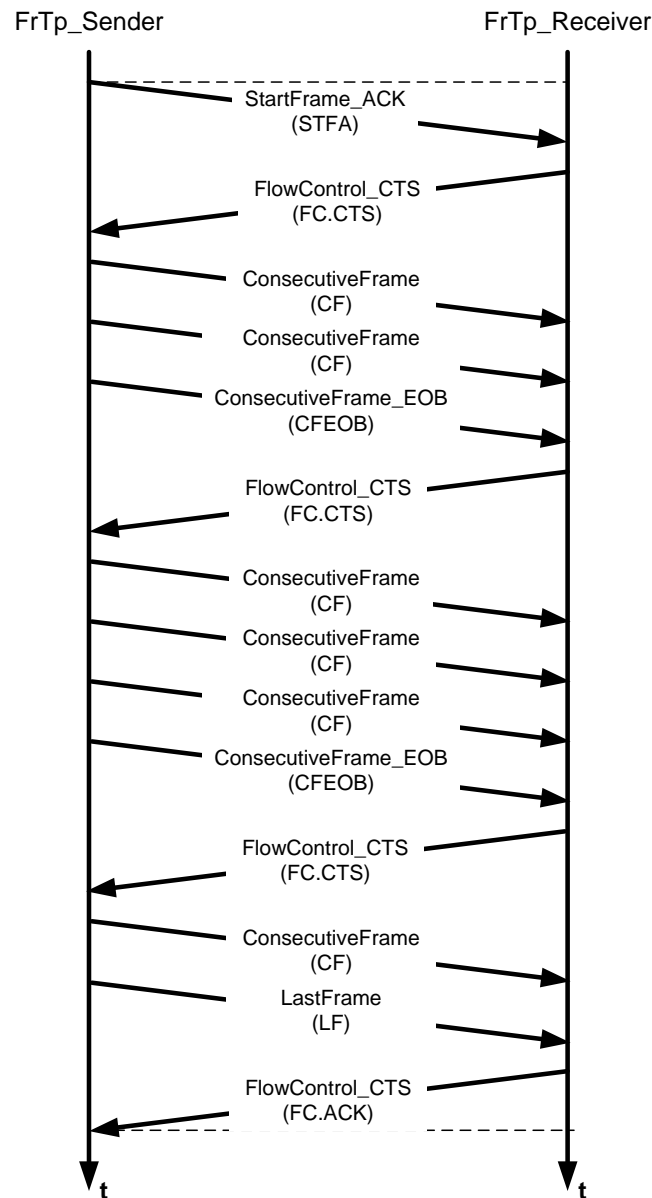 FrTp_Sender
FrTp_Receiver
StartFrame_ACK
(STFA)
FlowControl_CTS
(FC.CTS)
ConsecutiveFrame
(CF)
ConsecutiveFrame
(CF)
ConsecutiveFrame_EOB
(CFEOB)
FlowControl_CTS
(FC.CTS)
ConsecutiveFrame
(CF)
ConsecutiveFrame
(CF)
ConsecutiveFrame
(CF)
ConsecutiveFrame_EOB
(CFEOB)
FlowControl_CTS
(FC.CTS)
ConsecutiveFrame
(CF)
LastFrame
(LF)
FlowControl_CTS
(FC.ACK)
t
t